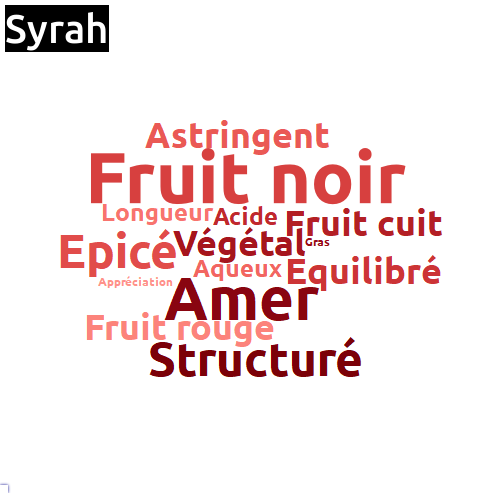 Syrah
Astringent
Fruit noir
Longueur Acide Fruit cuit
Epicé Végétal Gras
Aqueux Equilibré
Appréciation Amer
Fruit rouge
Structuré